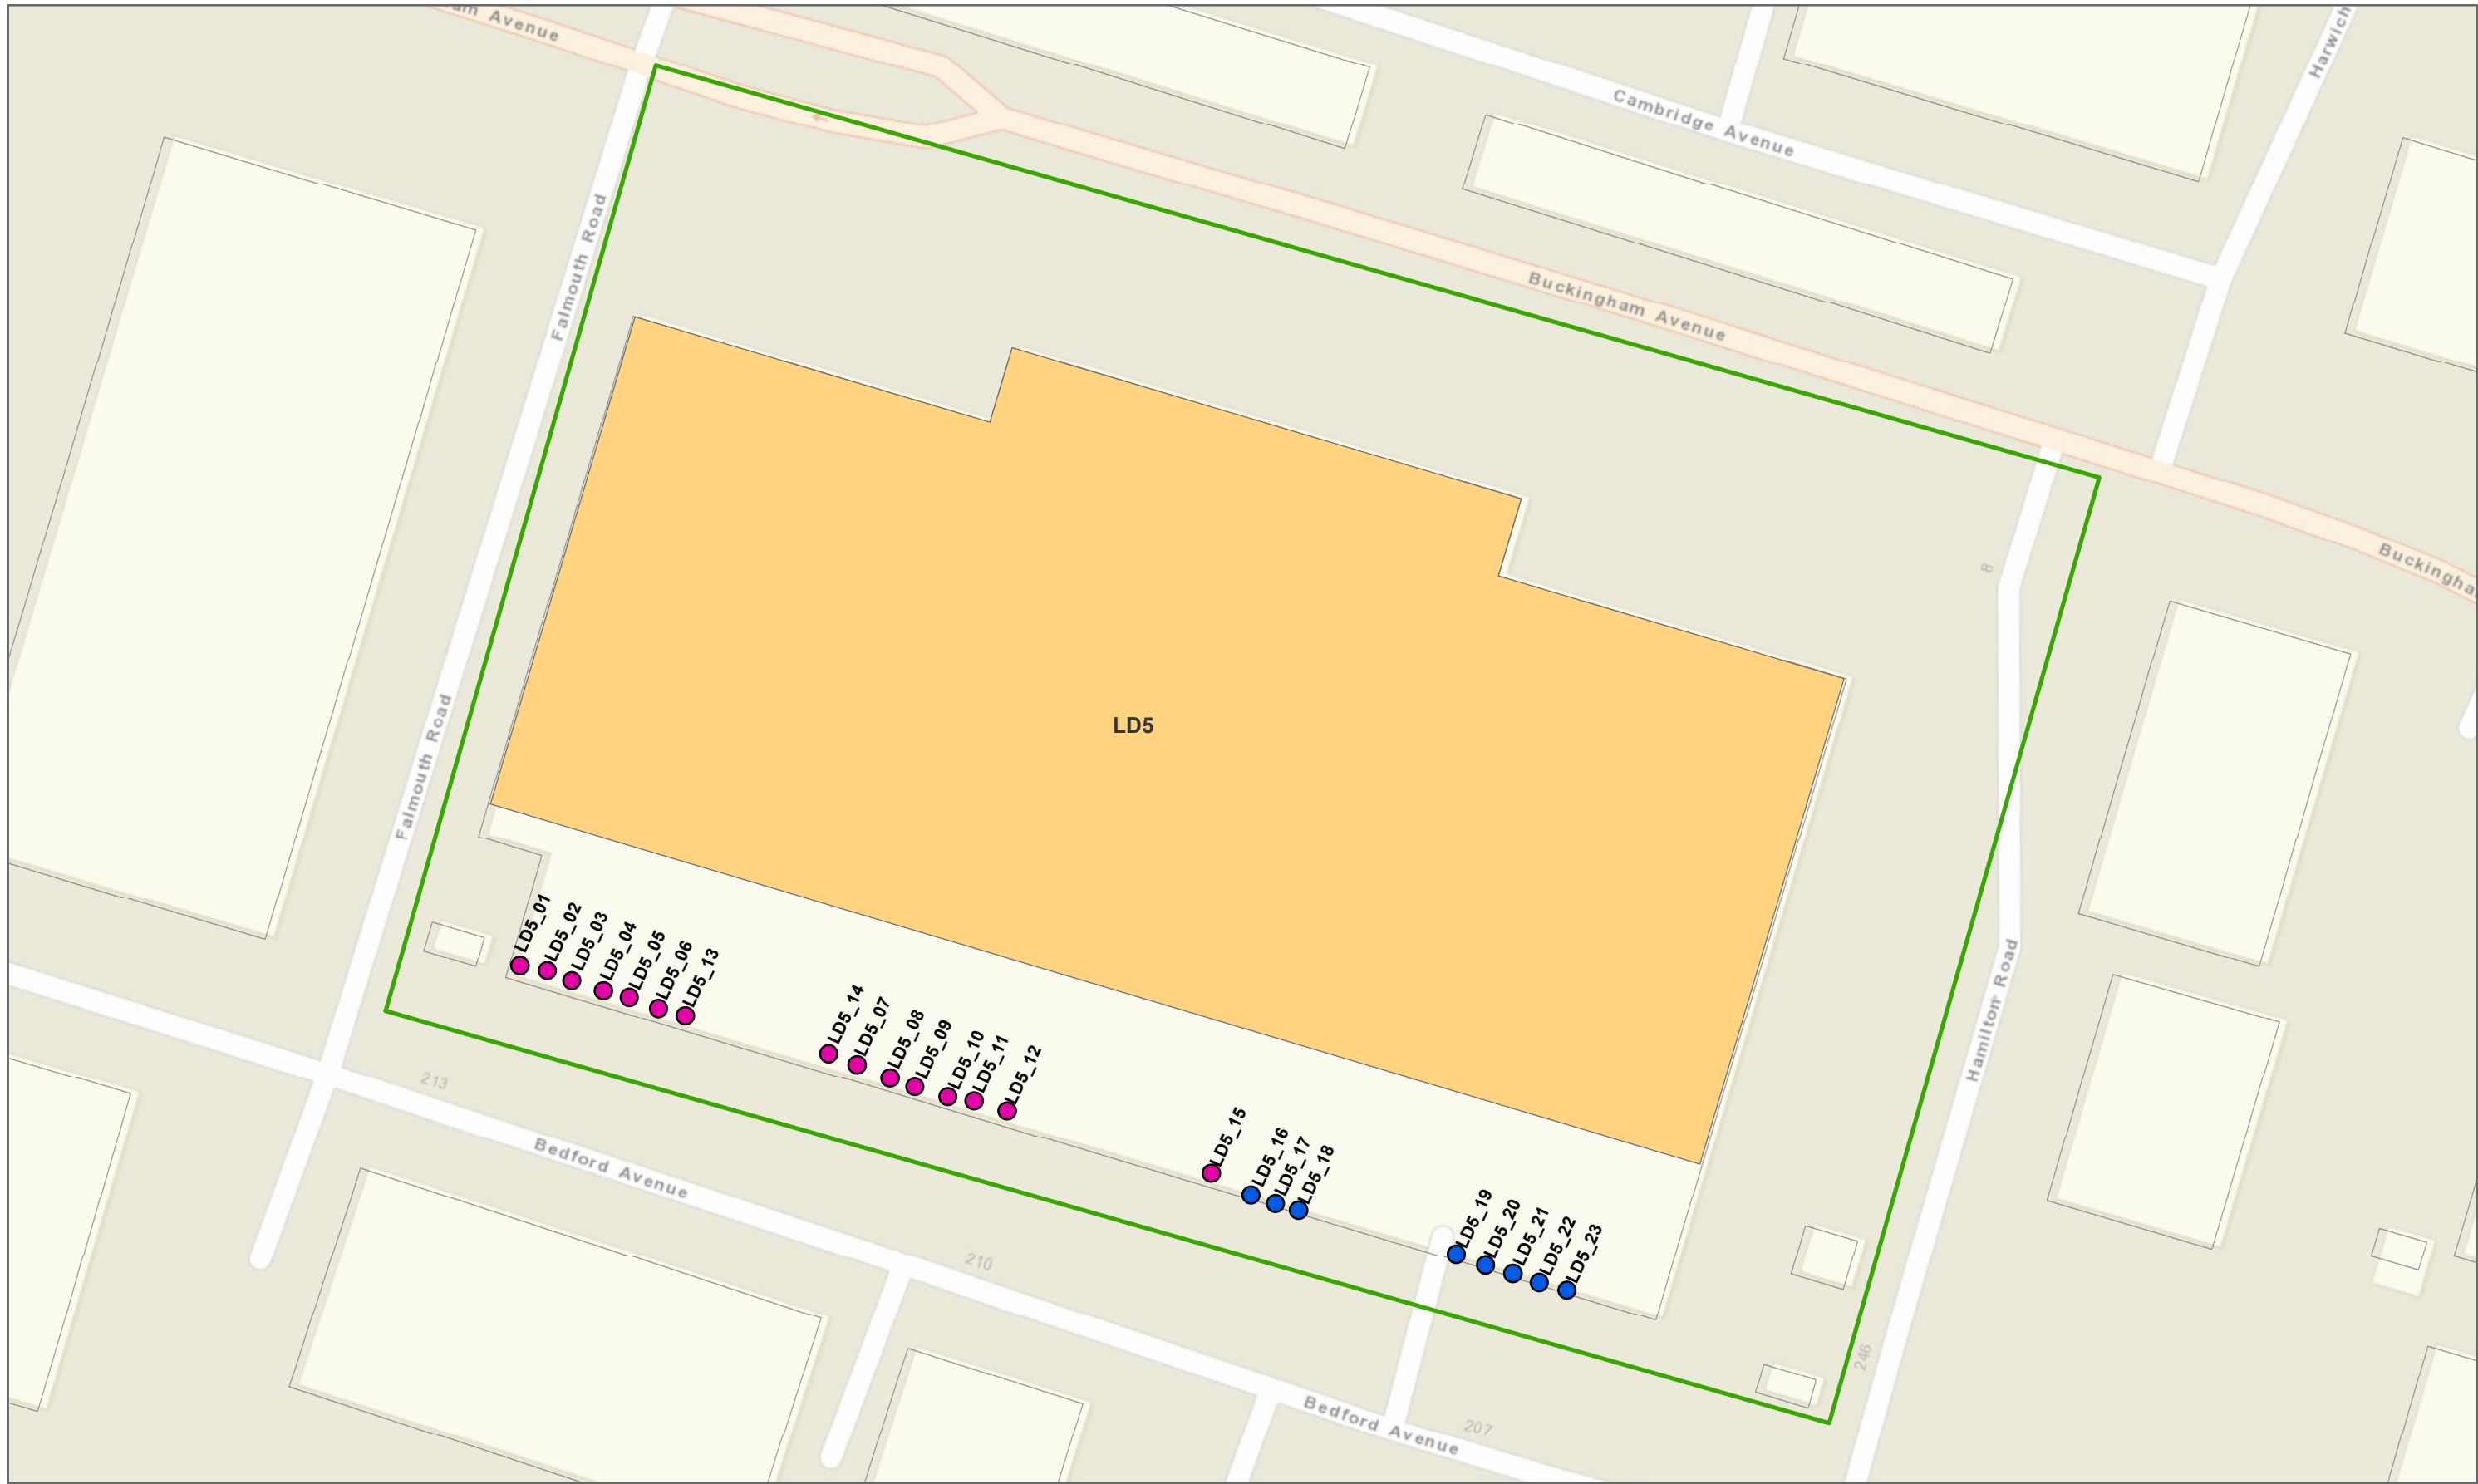 am Avenue
Harwich
Cambridge Avenue
Falmouth Road
Buckingham Avenue
Buckingha
8
LD5
Falmouth Road
LD5_01
LD5_02
LD5_03
LD5_04
LD5_05
LD5_06
LD5_13
LD5_14
LD5_07
LD5_08
LD5_09
LD5_10
LD5_11
LD5_12
Hamilton Road
213
LD5_15
LD5_16
LD5_17
LD5_18
Bedford Avenue
LD5_19
LD5_20
LD5_21
LD5_22
LD5_23
210
246
Bedford Avenue
207